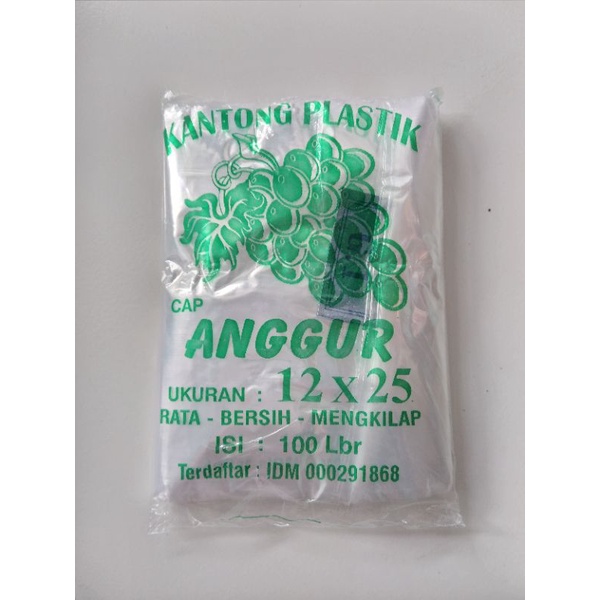 KANTONG PLASTIK
CAP
ANGGUR
UKURAN : 12 x 25
RATA - BERSIH - MENGKILAP
ISI : 100 Lbr
Terdaftar : IDM 000291868